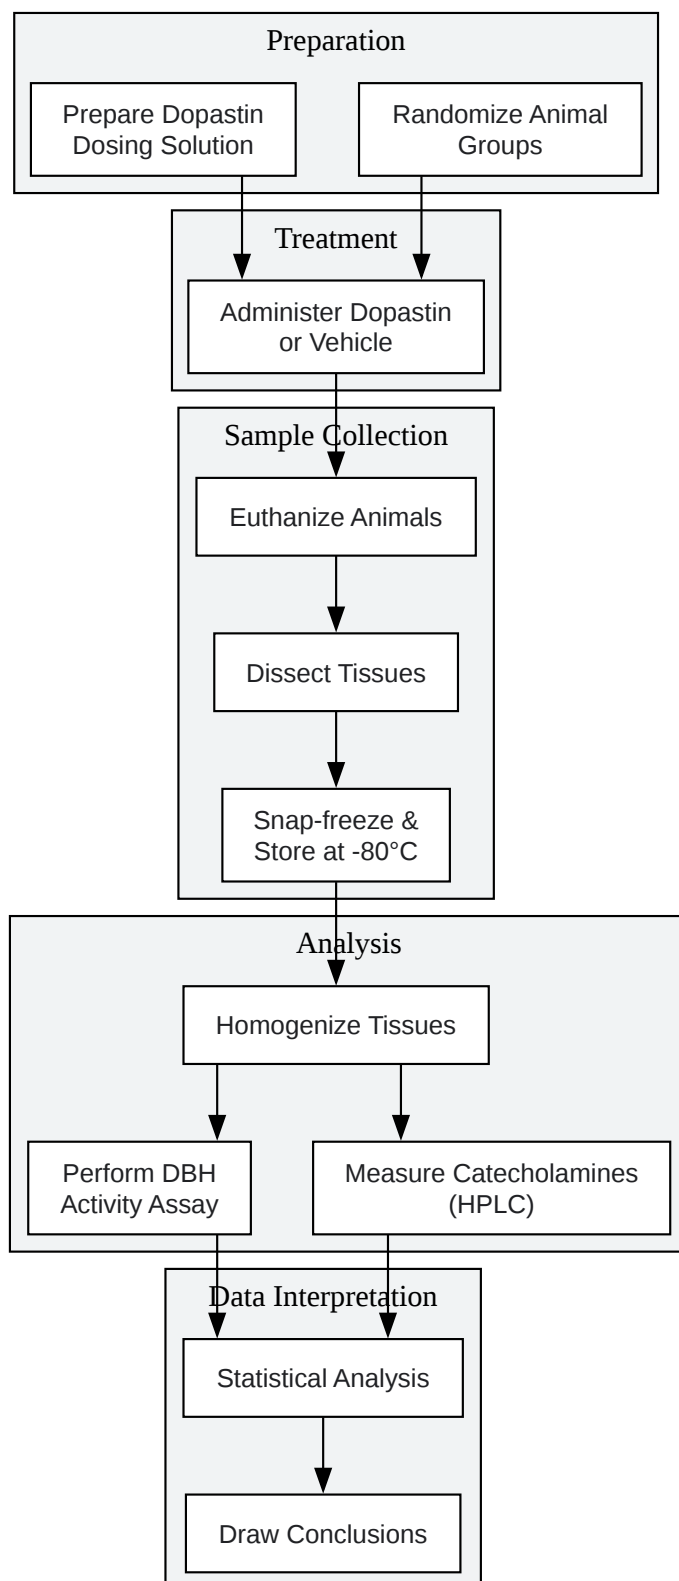 Preparation
Prepare Dopastin
Dosing Solution
Randomize Animal
Groups
Treatment
Administer Dopastin
or Vehicle
Sample Collection
Euthanize Animals
Dissect Tissues
Snap-freeze &
Store at -80°C
Analysis
Homogenize Tissues
Perform DBH
Activity Assay
Measure Catecholamines
(HPLC)
Data Interpretation
Statistical Analysis
Draw Conclusions